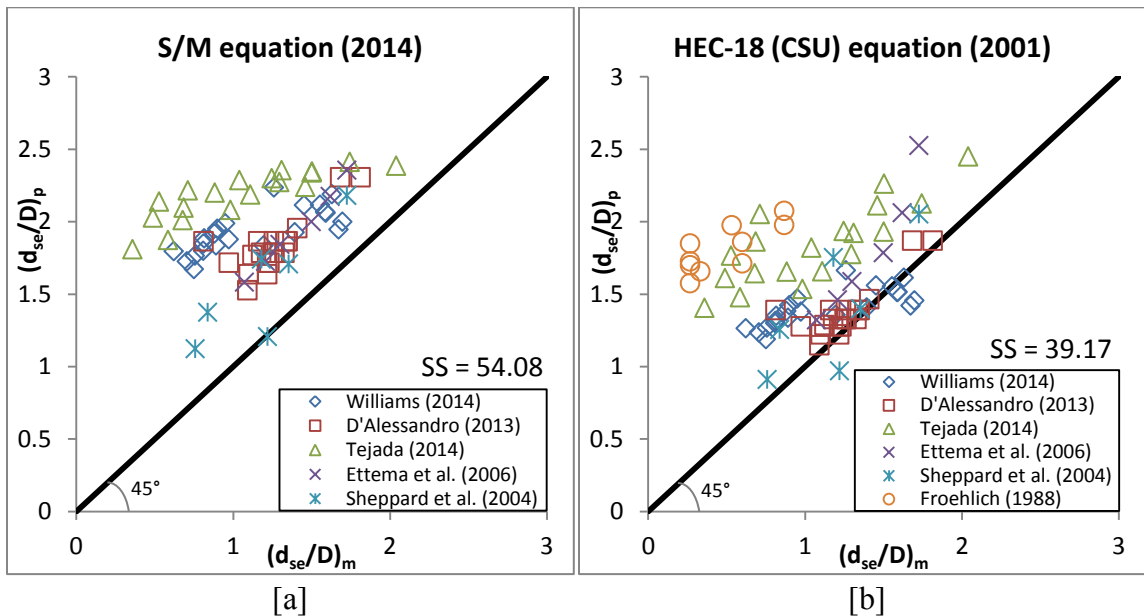 S/M equation (2014)
3
2.5
2
1.5
1
0.5
0
0
1
2
3
(dse/D)p
(dse/D)m
45°
SS = 54.08
Williams (2014)
D'Alessandro (2013)
Tejada (2014)
Ettema et al. (2006)
Sheppard et al. (2004)
[a]
HEC-18 (CSU) equation (2001)
3
2.5
2
1.5
1
0.5
0
0
1
2
3
(dse/D)p
(dse/D)m
45°
SS = 39.17
Williams (2014)
D'Alessandro (2013)
Tejada (2014)
Ettema et al. (2006)
Sheppard et al. (2004)
Froehlich (1988)
[b]